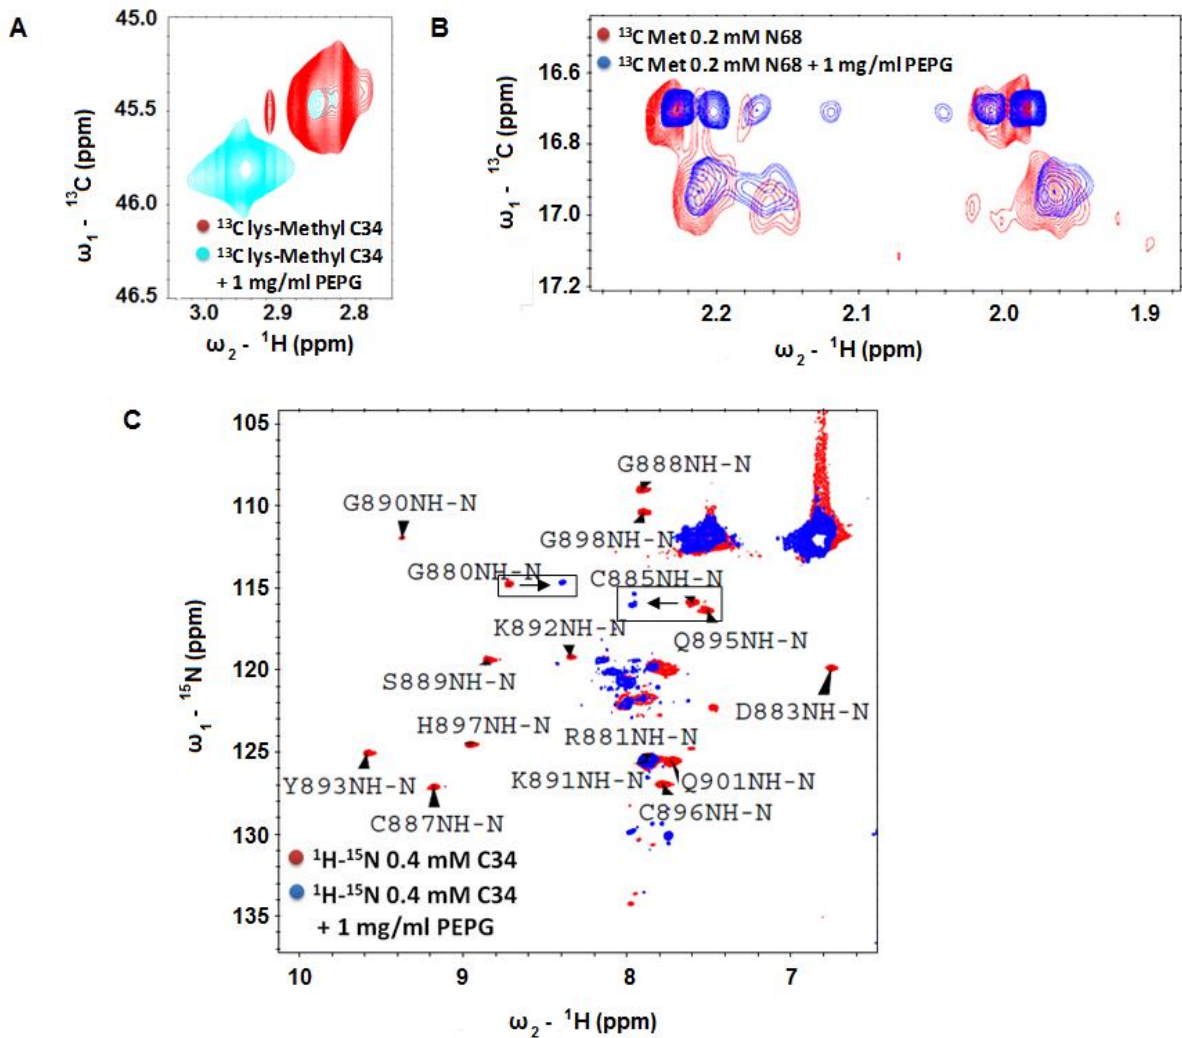 A
45.0
45.5
46.0
46.5
ω1 - 13C (ppm)
13C lys-Methyl C34
13C lys-Methyl C34
+ 1 mg/ml PEPG
3.0 2.9 2.8
ω2 - 1H (ppm)
B
13C Met 0.2 mM N68
13C Met 0.2 mM N68 + 1 mg/ml PEPG
16.6
16.8
17.0
17.2
ω1 - 13C (ppm)
2.2 2.1 2.0 1.9
ω2 - 1H (ppm)
C
105
110
115
120
125
130
135
ω1 - 15N (ppm)
G888NH-N
G890NH-N
G898NH-N
G880NH-N
C885NH-N
K892NH-N
Q895NH-N
S889NH-N
D883NH-N
H897NH-N
R881NH-N
Y893NH-N
K891NH-N
Q901NH-N
C887NH-N
C896NH-N
1H-15N 0.4 mM C34
1H-15N 0.4 mM C34
+ 1 mg/ml PEPG
10 9 8 7
ω2 - 1H (ppm)